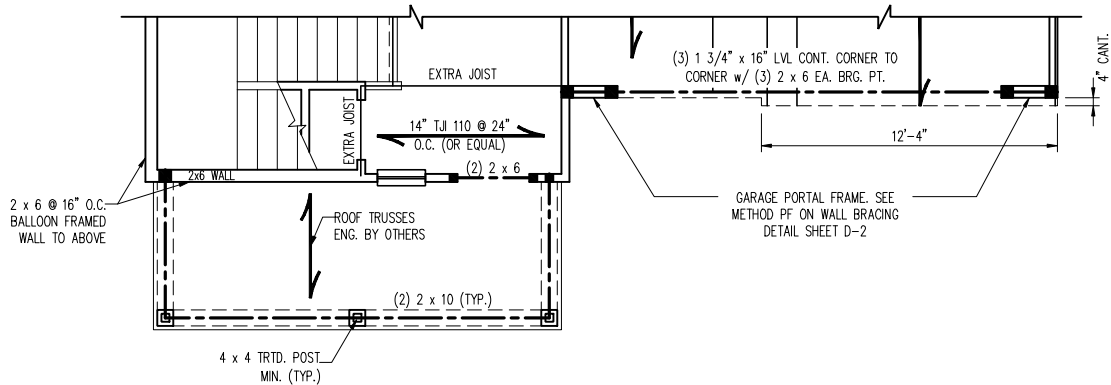 (3) 1 3/4" x 16" LVL CONT. CORNER TO
CORNER w/ (3) 2 x 6 EA. BRG. PT.
4" CANT.
EXTRA JOIST
EXTRA JOIST
14" TJI 110 @ 24"
O.C. (OR EQUAL)
12'-4"
(2) 2 x 6
2x6 WALL
2 x 6 @ 16" O.C.
BALLOON FRAMED
WALL TO ABOVE
GARAGE PORTAL FRAME. SEE
METHOD PF ON WALL BRACING
DETAIL SHEET D-2
ROOF TRUSSES
ENG. BY OTHERS
(2) 2 x 10 (TYP.)
4 x 4 TRTD. POST
MIN. (TYP.)